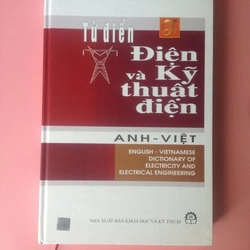 Từ điển
Điện
và Kỹ
thuật
điện
ANH - VIỆT
ENGLISH - VIETNAMESE
DICTIONARY OF
ELECTRICITY AND
ELECTRICAL ENGINEERING
NHÀ XUẤT BẢN KHOA HỌC VÀ KỸ THUẬT